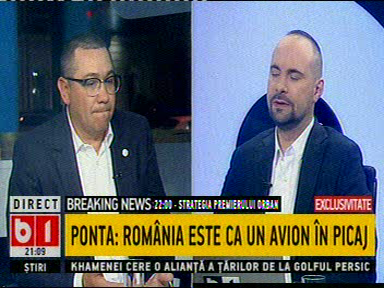 DIRECT
BREAKING NEWS
22:00 - STRATEGIA PREMIERULUI ORBAN
EXCLUSIVITATE
b1
21:09
PONTA: ROMÂNIA ESTE CA UN AVION ÎN PICAJ
ȘTIRI
KHAMENEI CERE O ALIANȚĂ A ȚĂRILOR DE LA GOLFUL PERSIC